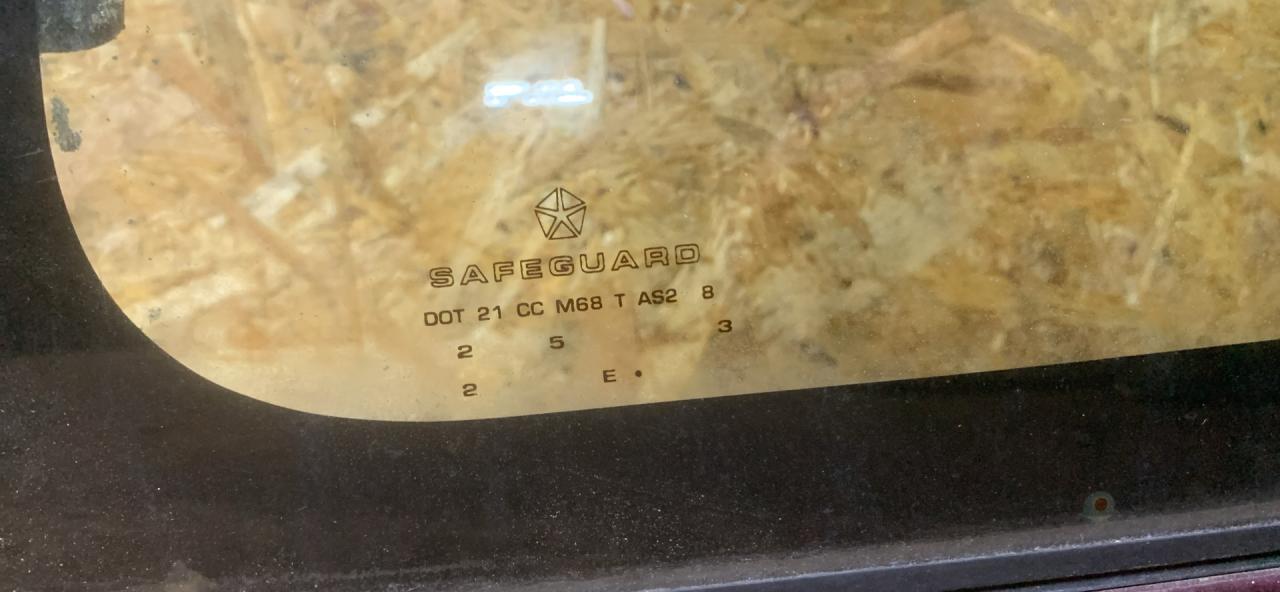 SAFEGUARD
DOT 21 CC M68 T AS2 8
2 5 3
2 E •